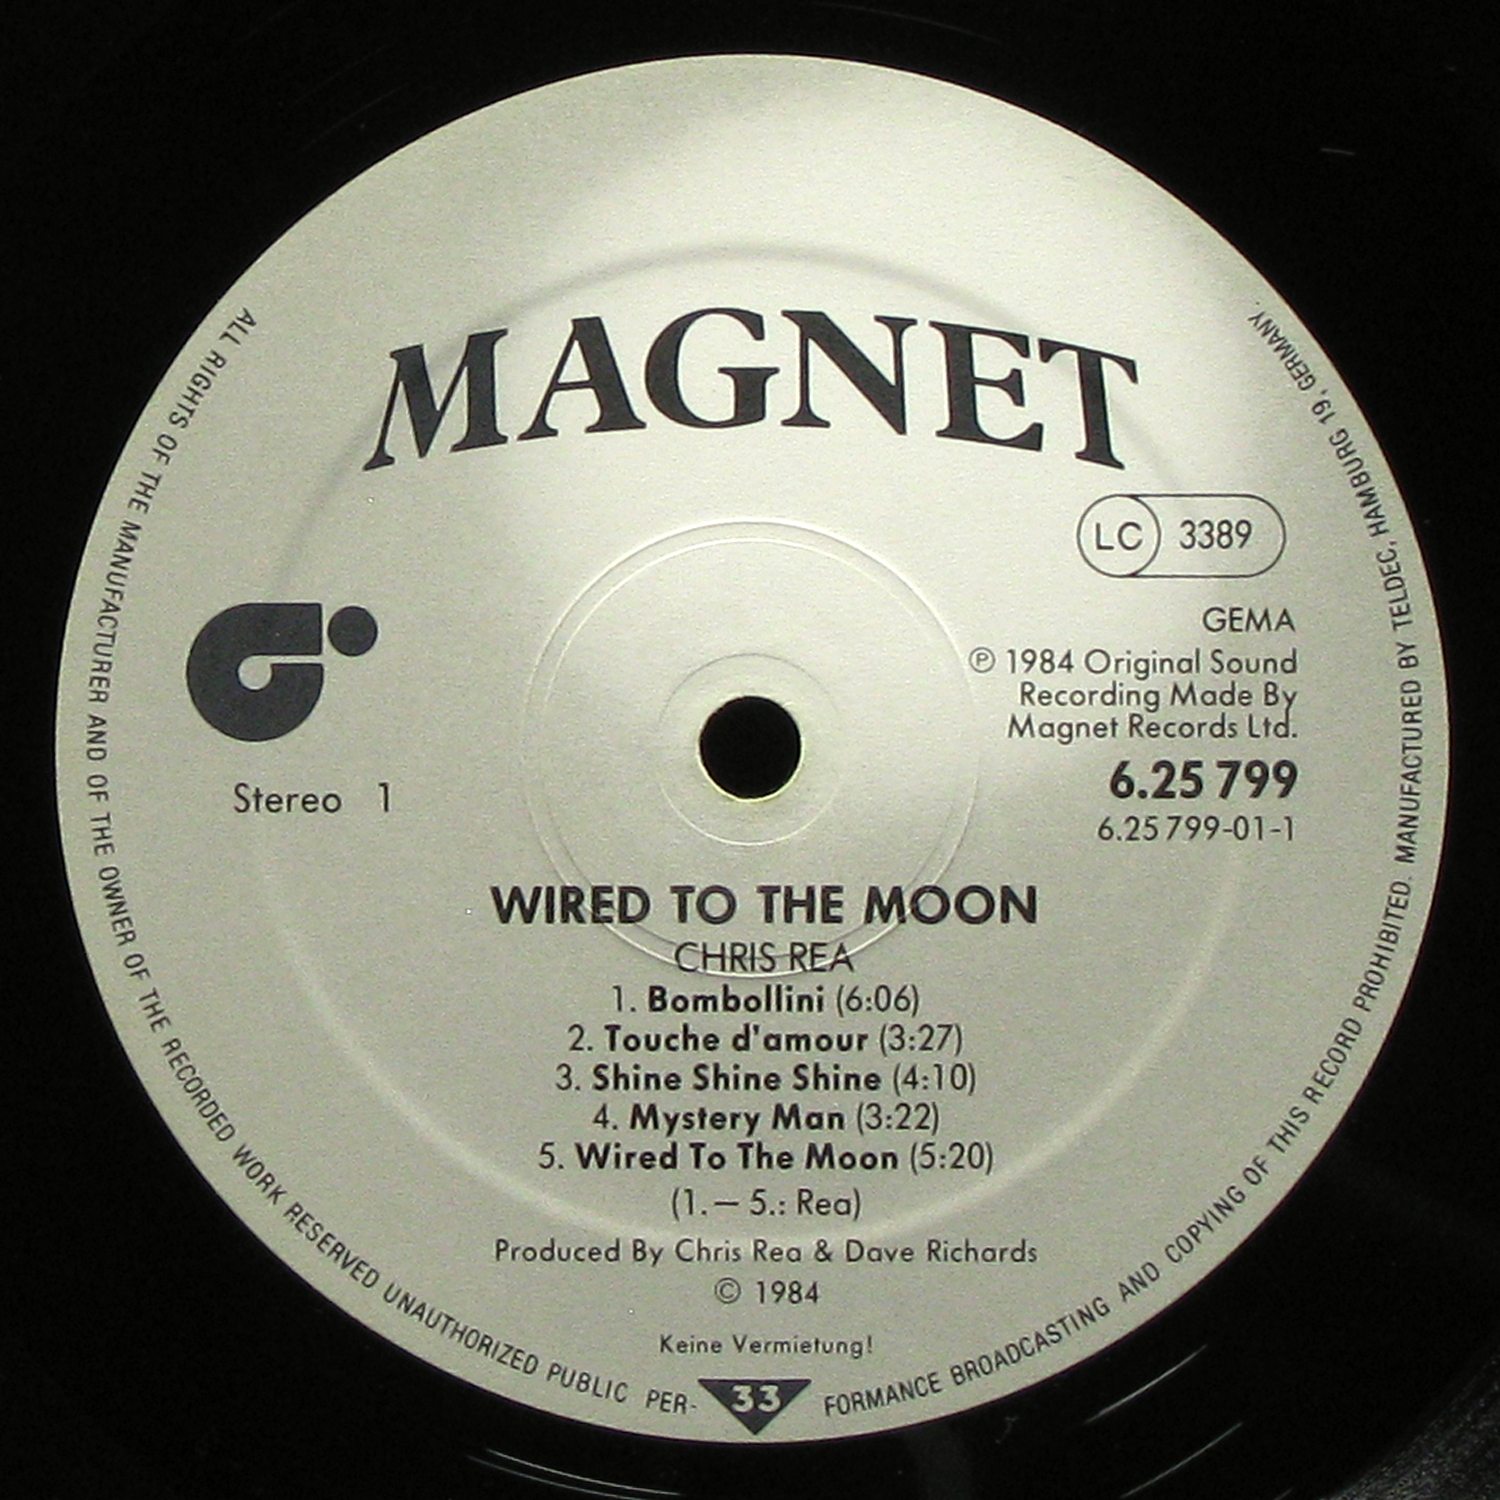 MAGNET
LC 3389
GEMA
℗ 1984 Original Sound
Recording Made By
Magnet Records Ltd.
6.25 799
6.25 799-01-1
Stereo 1
WIRED TO THE MOON
CHRIS REA
1. Bombollini (6:06)
2. Touche d'amour (3:27)
3. Shine Shine Shine (4:10)
4. Mystery Man (3:22)
5. Wired To The Moon (5:20)
(1. – 5.: Rea)
Produced By Chris Rea & Dave Richards
© 1984
Keine Vermietung!
33
ALL RIGHTS OF THE MANUFACTURER AND OF THE OWNER OF THE RECORDED WORK RESERVED UNAUTHORIZED PUBLIC PER-FORMANCE BROADCASTING AND COPYING OF THIS RECORD PROHIBITED. MANUFACTURED BY TELDEC, HAMBURG 19, GERMANY